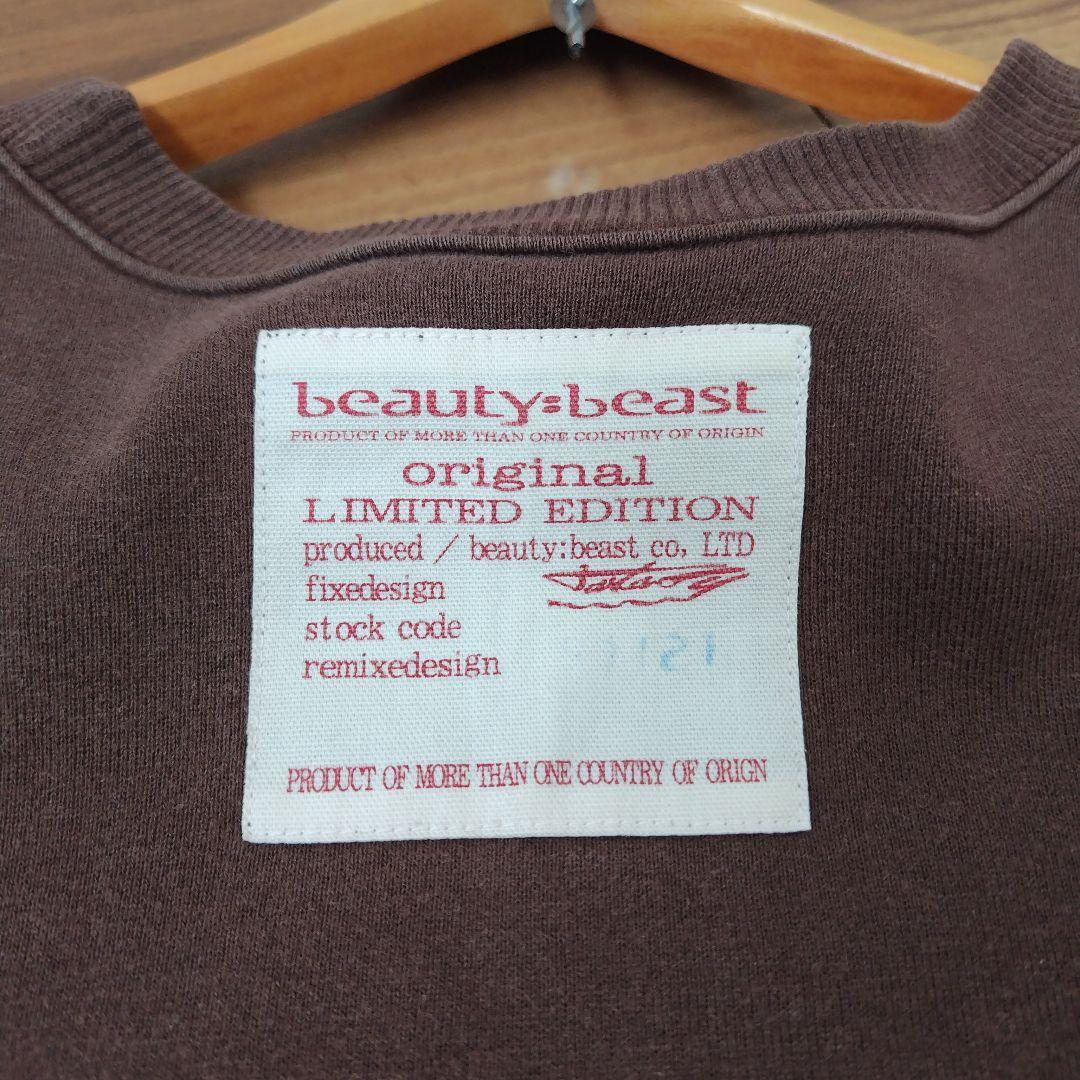 beauty:beast
PRODUCT OF MORE THAN ONE COUNTRY OF ORIGIN
original
LIMITED EDITION
produced / beauty:beast co, LTD
fixedesign
stock code
remixedesign
PRODUCT OF MORE THAN ONE COUNTRY OF ORIGN